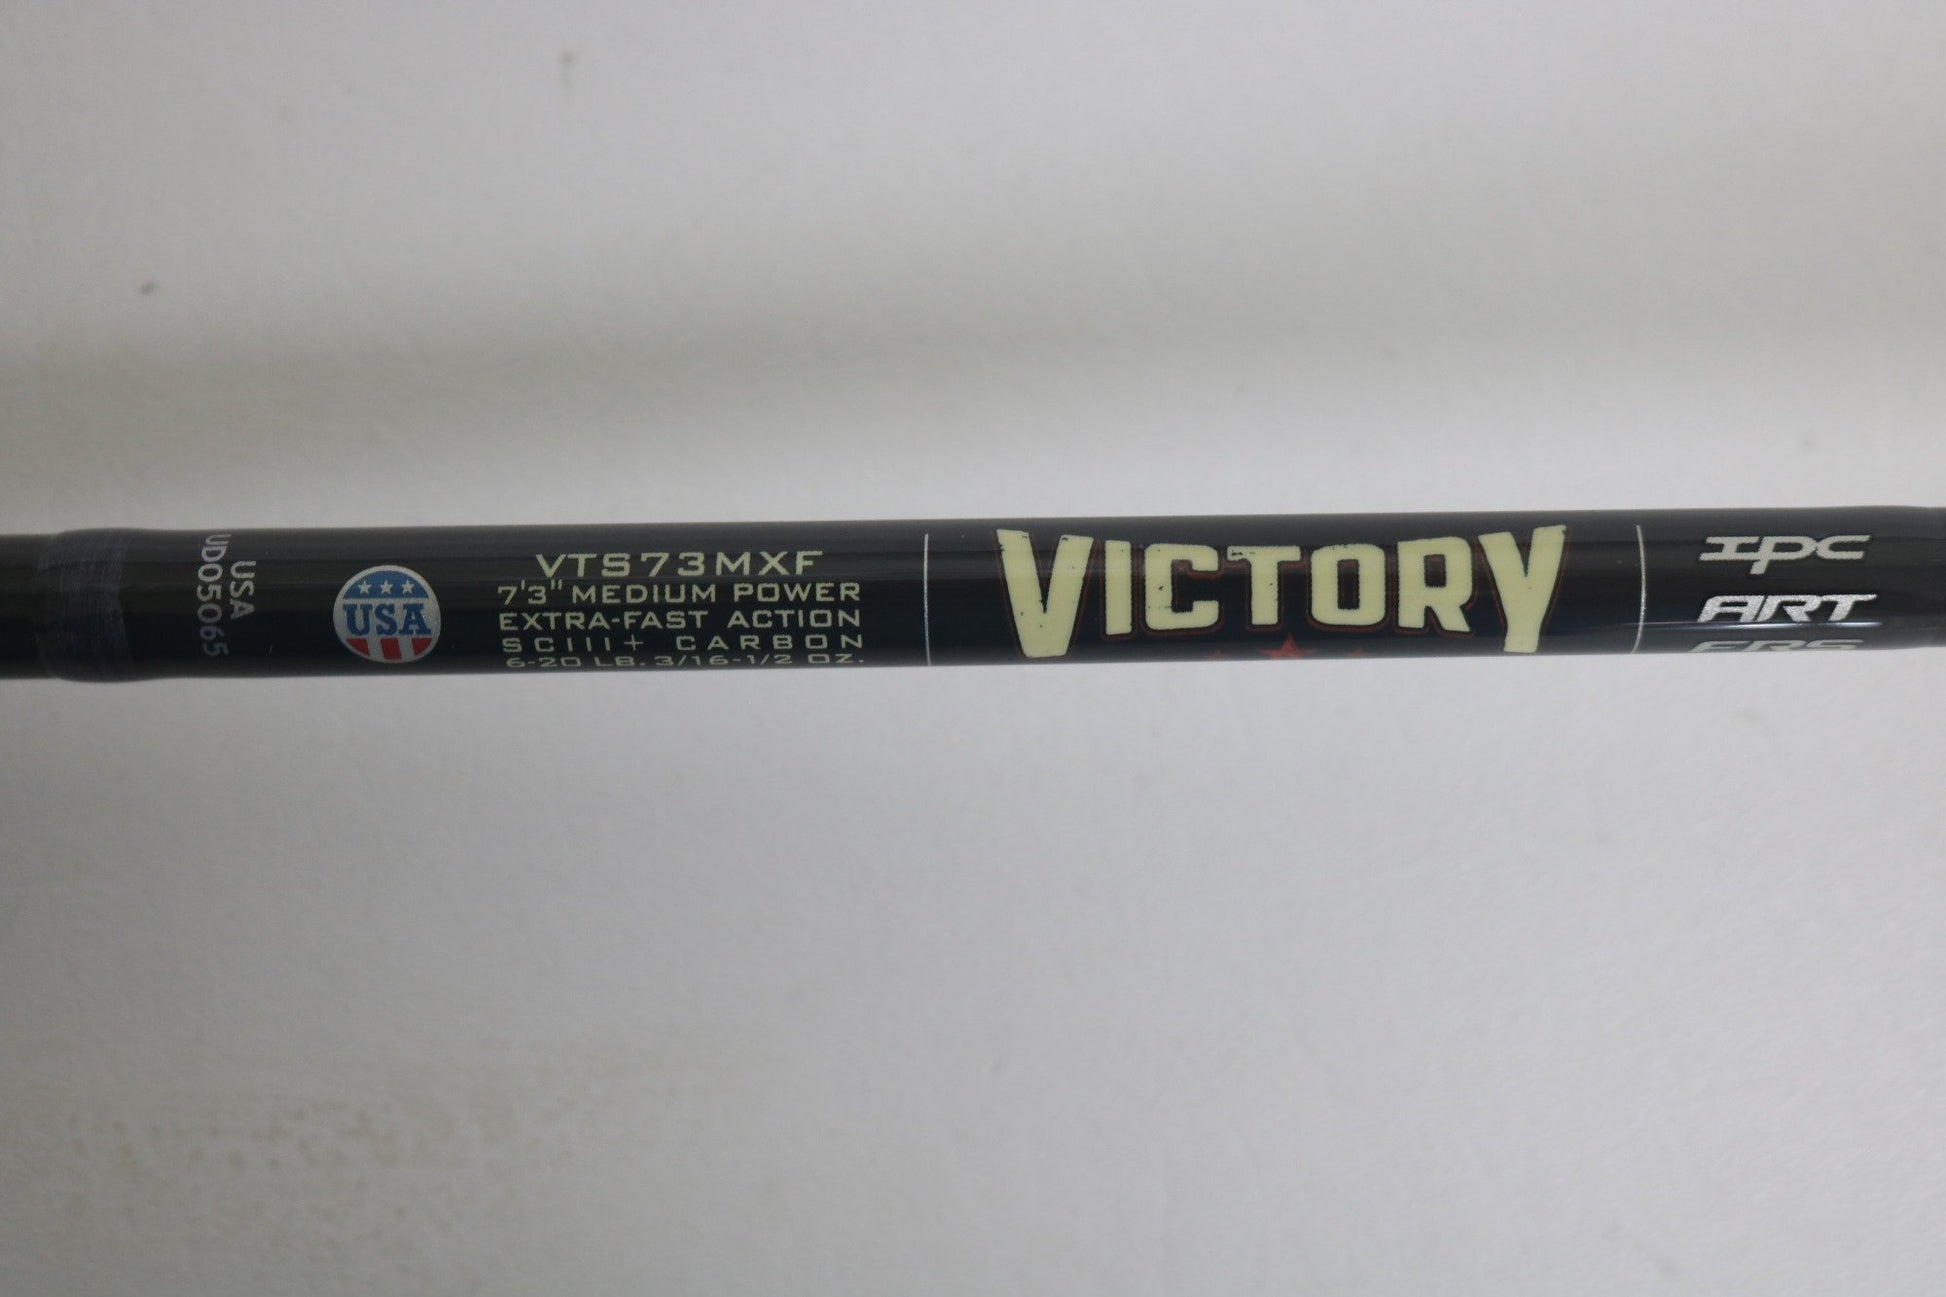 USA
UD05065
USA
VTS73MXF
7'3" MEDIUM POWER
EXTRA-FAST ACTION
SCIII+ CARBON
6-20 LB. 3/16-1/2 OZ.
VICTORY
IPC
ART
ERS